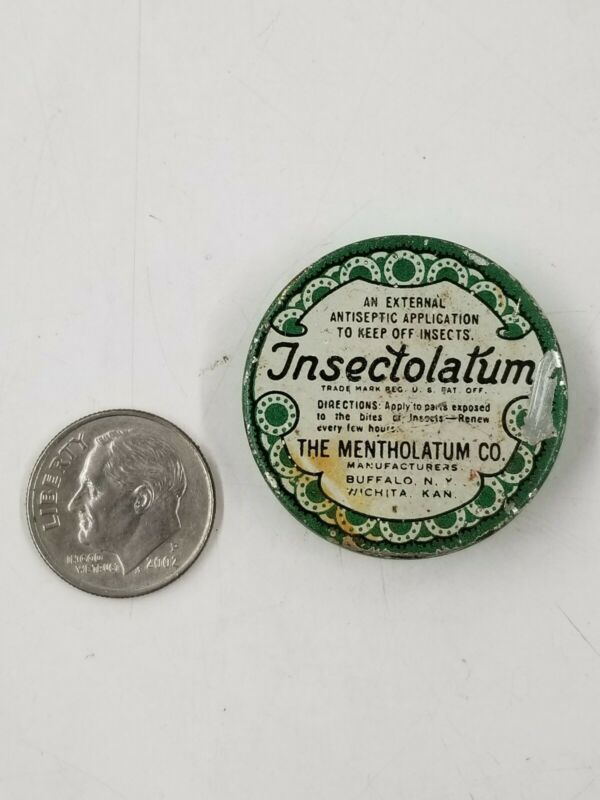 AN EXTERNAL
ANTISEPTIC APPLICATION
TO KEEP OFF INSECTS.
Insectolatum
TRADE MARK REG. U. S. PAT. OFF.
DIRECTIONS: Apply to parts exposed
to the bites of Insects—Renew
every few hours.
THE MENTHOLATUM CO.
MANUFACTURERS
BUFFALO, N. Y.
WICHITA, KAN.
LIBERTY
IN GOD
WE TRUST
P
2002